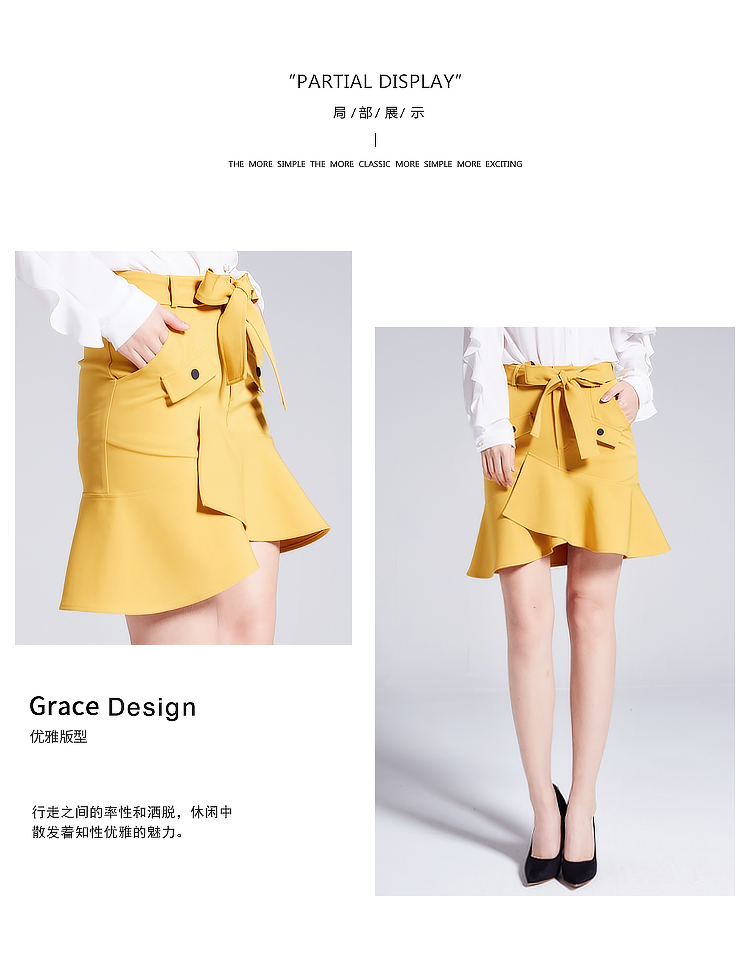 "PARTIAL DISPLAY"
局/部/展/示
THE MORE SIMPLE THE MORE CLASSIC MORE SIMPLE MORE EXCITING
Grace Design
优雅版型
行走之间的率性和洒脱，休闲中
散发着知性优雅的魅力。